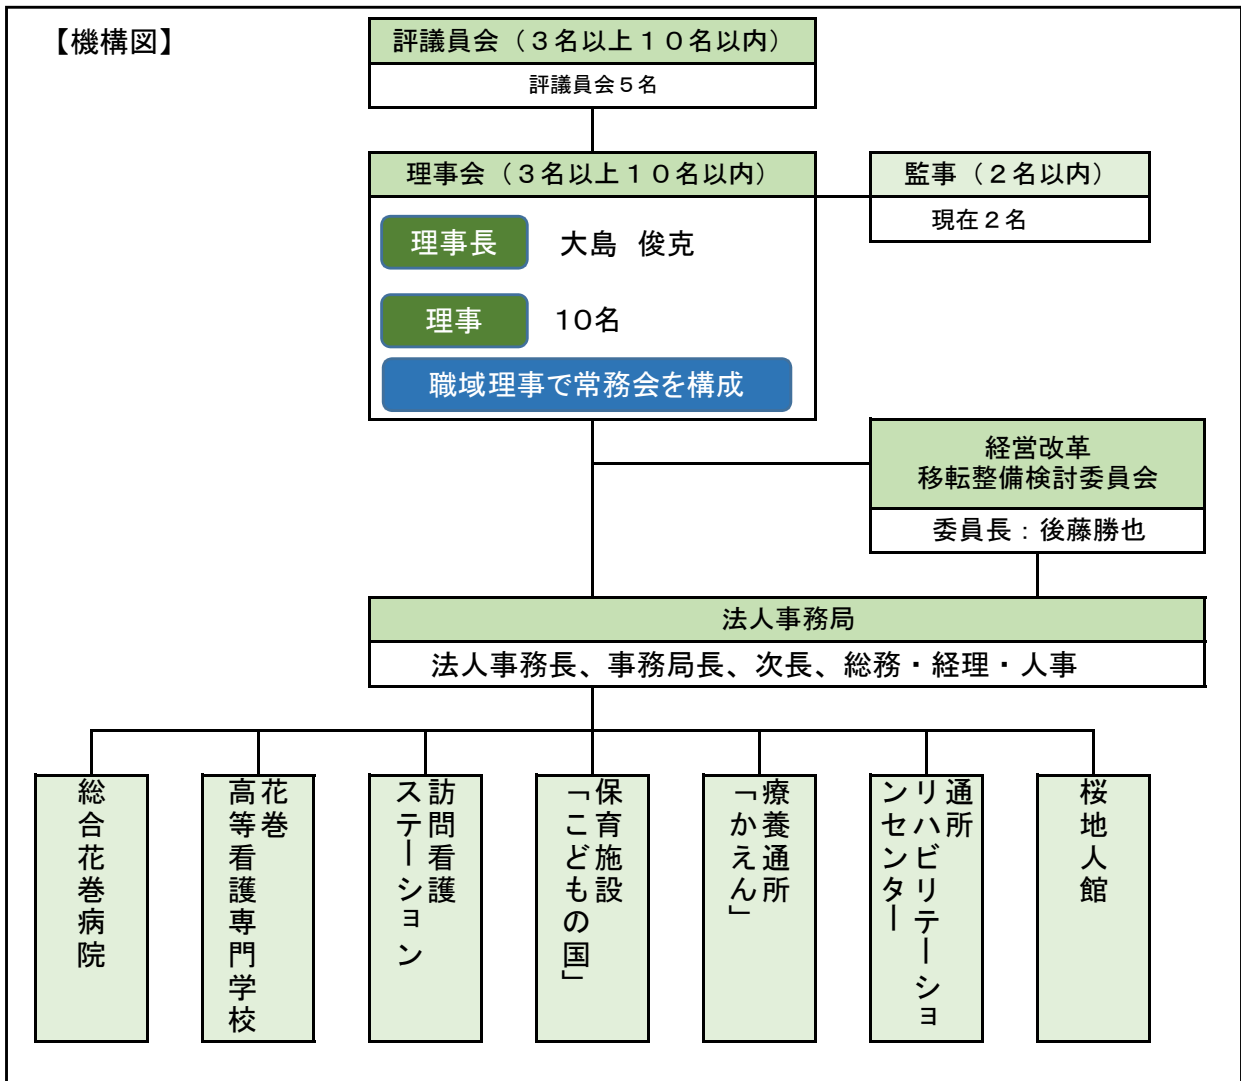 【機構図】
評議員会（３名以上１０名以内）
評議員会５名
理事会（３名以上１０名以内）
監事（２名以内）
現在２名
理事長
大島　俊克
理事
１０名
職域理事で常務会を構成
経営改革
移転整備検討委員会
委員長：後藤勝也
法人事務局
法人事務長、事務局長、次長、総務・経理・人事
総合花巻病院
花巻
高等看護専門学校
訪問看護
ステーション
保育施設
「こどもの国」
療養通所
「かえん」
通所
リハビリテーショ
ンセンター
桜地人館